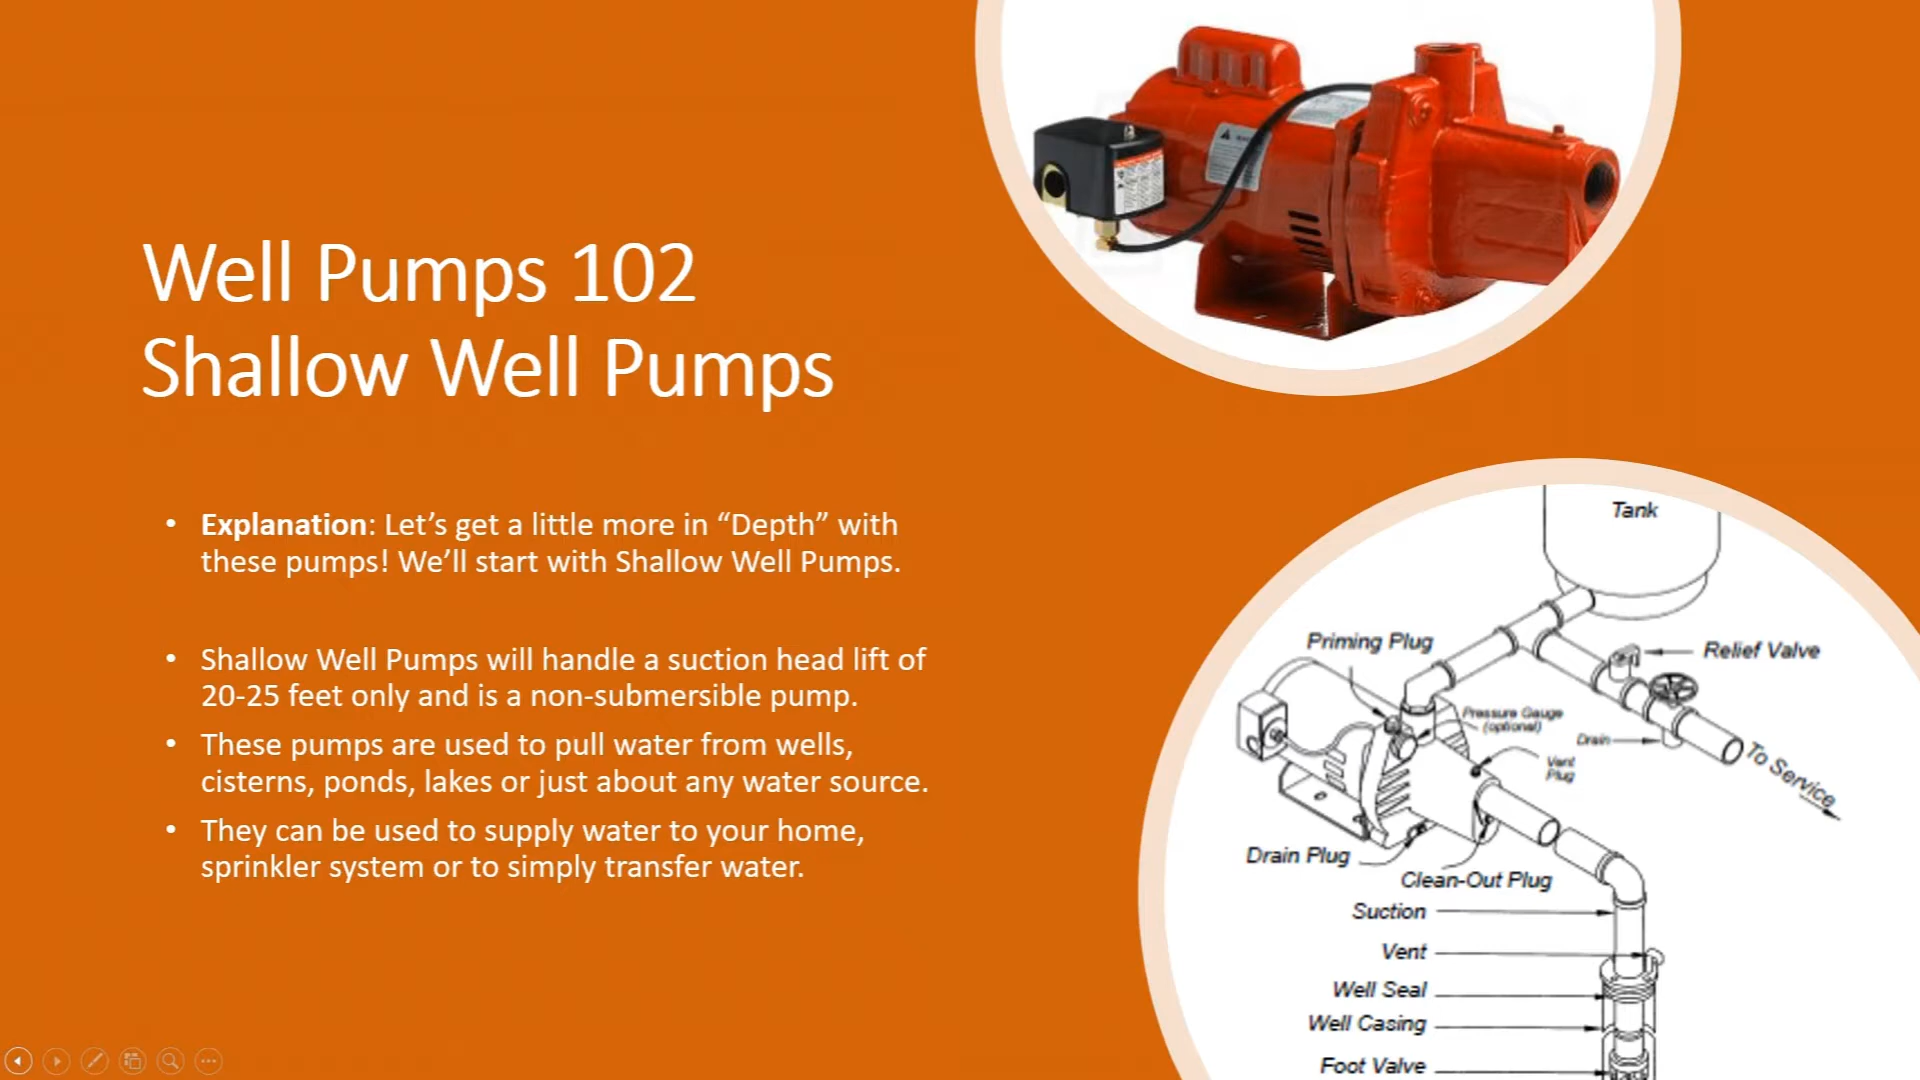 Well Pumps 102
Shallow Well Pumps
• Explanation: Let’s get a little more in “Depth” with
these pumps! We’ll start with Shallow Well Pumps.
• Shallow Well Pumps will handle a suction head lift of
20-25 feet only and is a non-submersible pump.
• These pumps are used to pull water from wells,
cisterns, ponds, lakes or just about any water source.
• They can be used to supply water to your home,
sprinkler system or to simply transfer water.
Tank
Priming Plug
Relief Valve
Pressure Gauge
(optional)
Drain
Vent
Plug
To Service
Drain Plug
Clean-Out Plug
Suction
Vent
Well Seal
Well Casing
Foot Valve